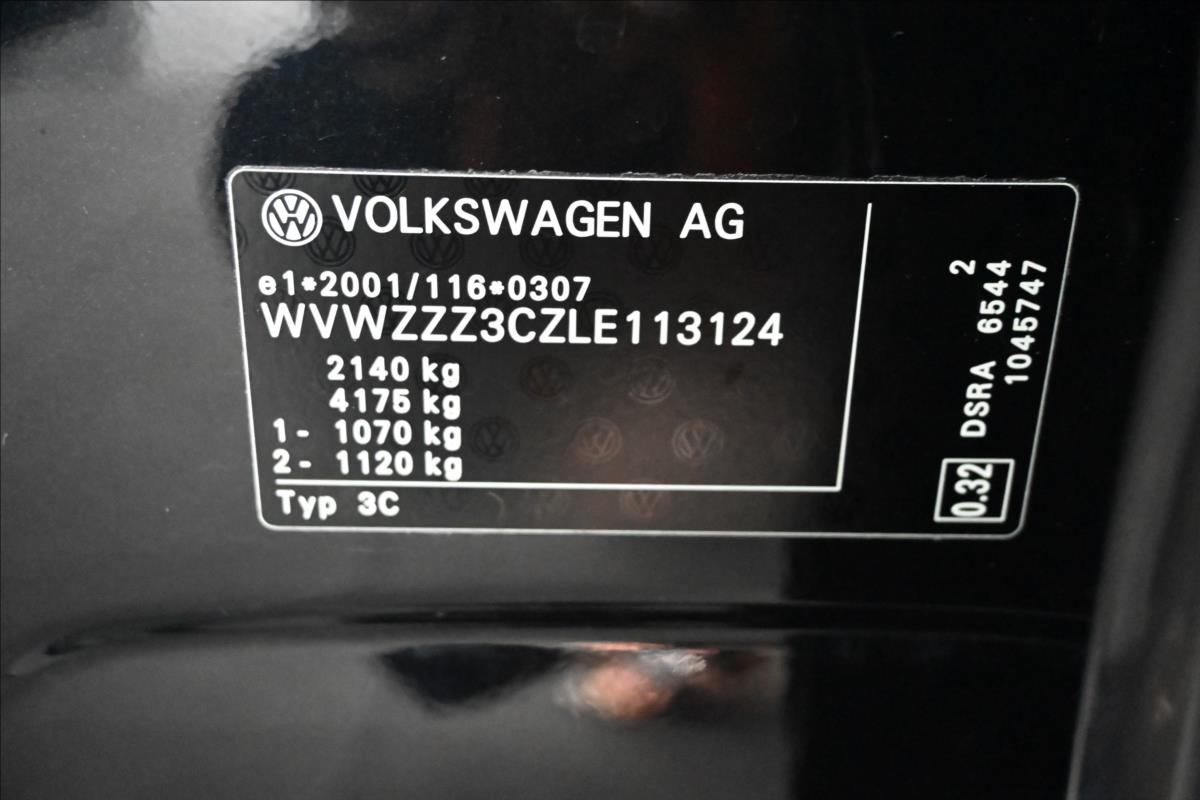 VOLKSWAGEN AG
e1*2001/116*0307
WVWZZZ3CZLE113124
2140 kg
4175 kg
1- 1070 kg
2- 1120 kg
Typ 3C
0.32 DSRA 6544 2
1045747